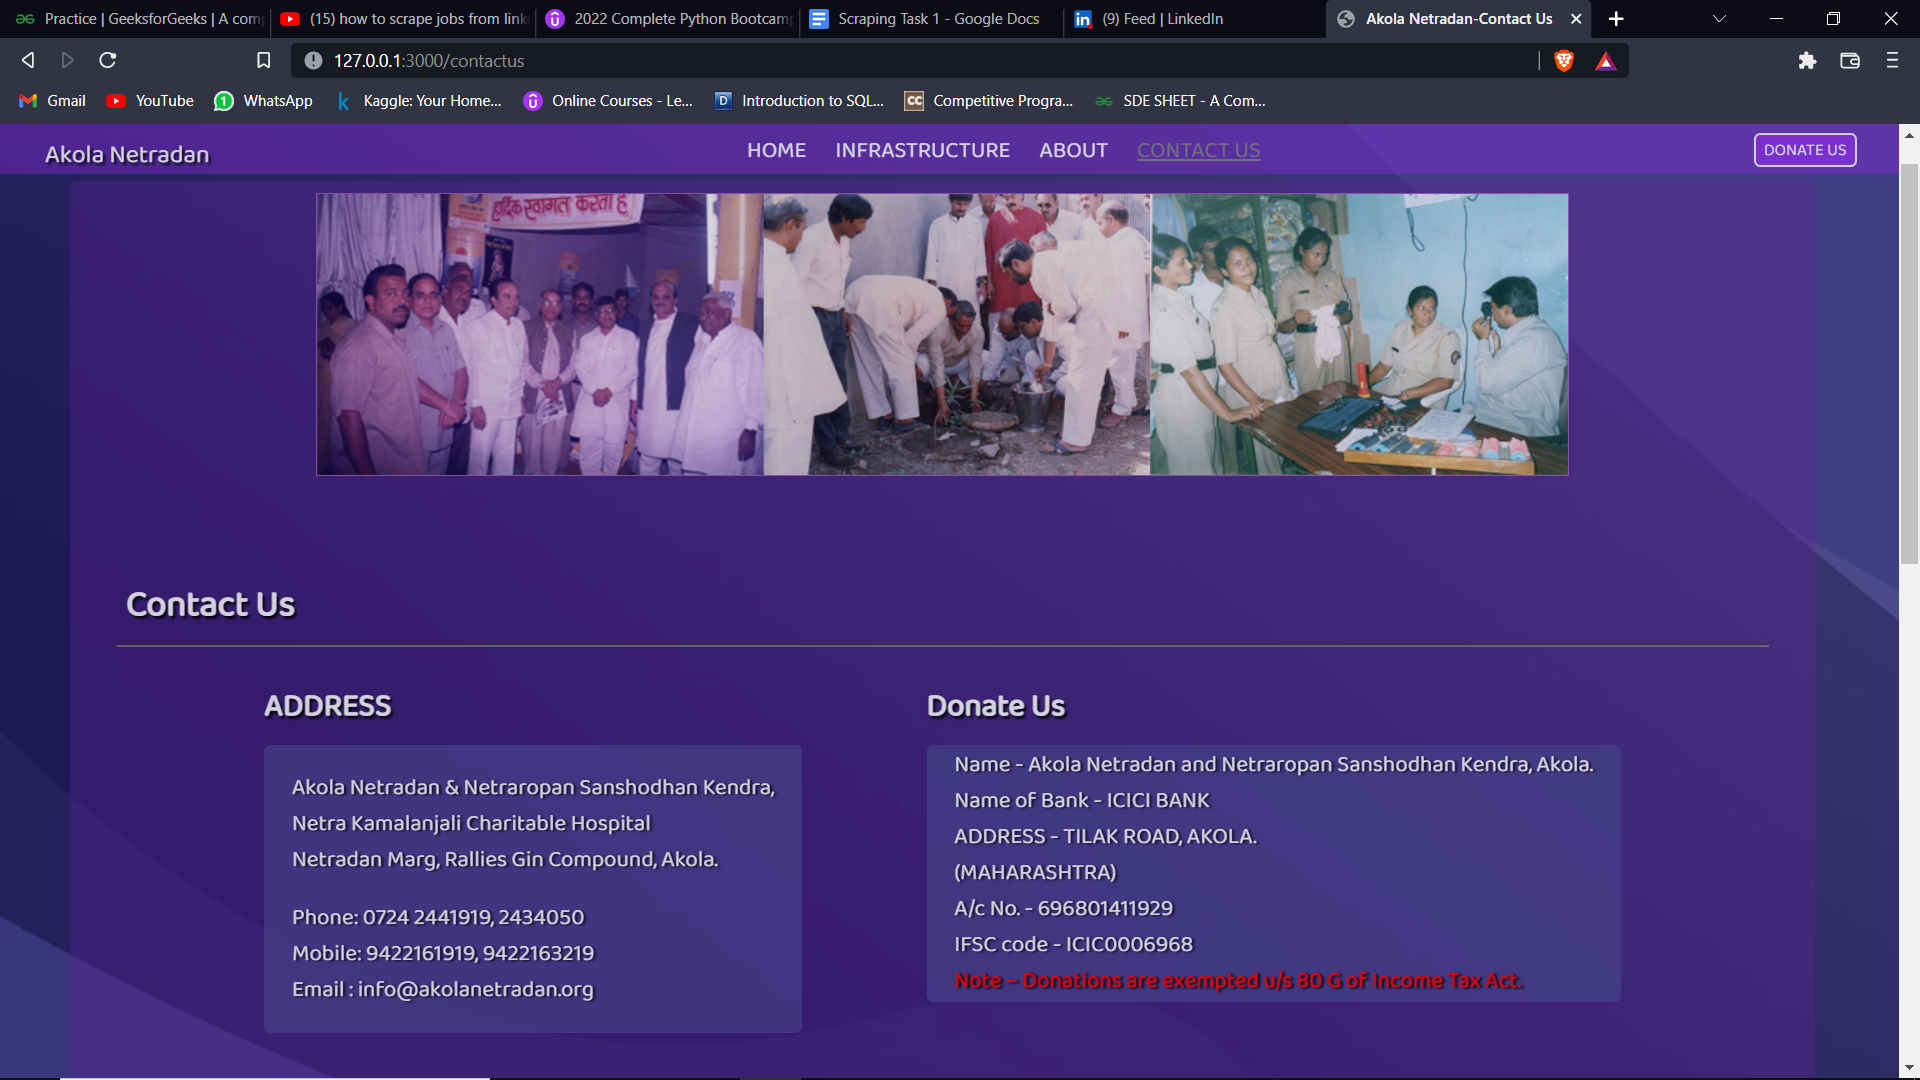 Practice | GeeksforGeeks | A com
(15) how to scrape jobs from link
2022 Complete Python Bootcamp
Scraping Task 1 - Google Docs
(9) Feed | LinkedIn
Akola Netradan-Contact Us
127.0.0.1:3000/contactus
Gmail
YouTube
WhatsApp
Kaggle: Your Home...
Online Courses - Le...
Introduction to SQL...
Competitive Progra...
SDE SHEET - A Com...
Akola Netradan
HOME
INFRASTRUCTURE
ABOUT
CONTACT US
DONATE US
हार्दिक स्वागत करता है
Contact Us
ADDRESS
Akola Netradan & Netraropan Sanshodhan Kendra,
Netra Kamalanjali Charitable Hospital
Netradan Marg, Rallies Gin Compound, Akola.
Phone: 0724 2441919, 2434050
Mobile: 9422161919, 9422163219
Email : info@akolanetradan.org
Donate Us
Name - Akola Netradan and Netraropan Sanshodhan Kendra, Akola.
Name of Bank - ICICI BANK
ADDRESS - TILAK ROAD, AKOLA.
(MAHARASHTRA)
A/c No. - 696801411929
IFSC code - ICIC0006968
Note – Donations are exempted u/s 80 G of Income Tax Act.